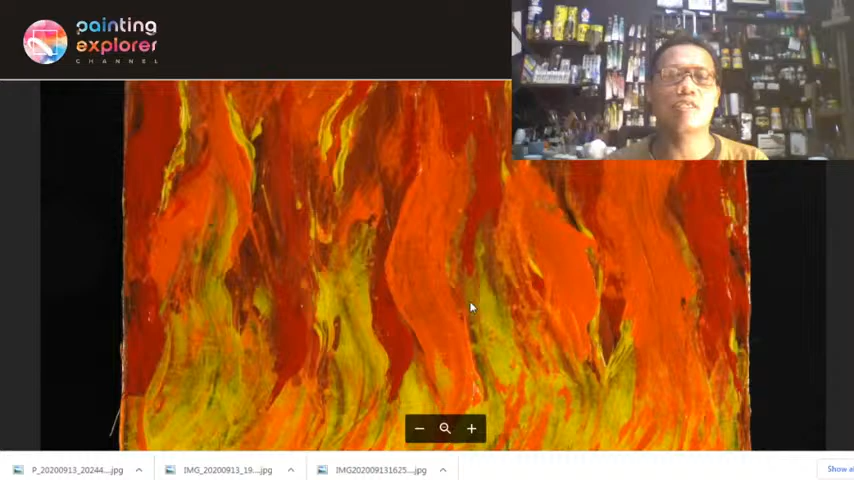 painting
explorer
CHANNEL
P_20200913_20244....jpg
IMG_20200913_19....jpg
IMG202009131625....jpg
Show al